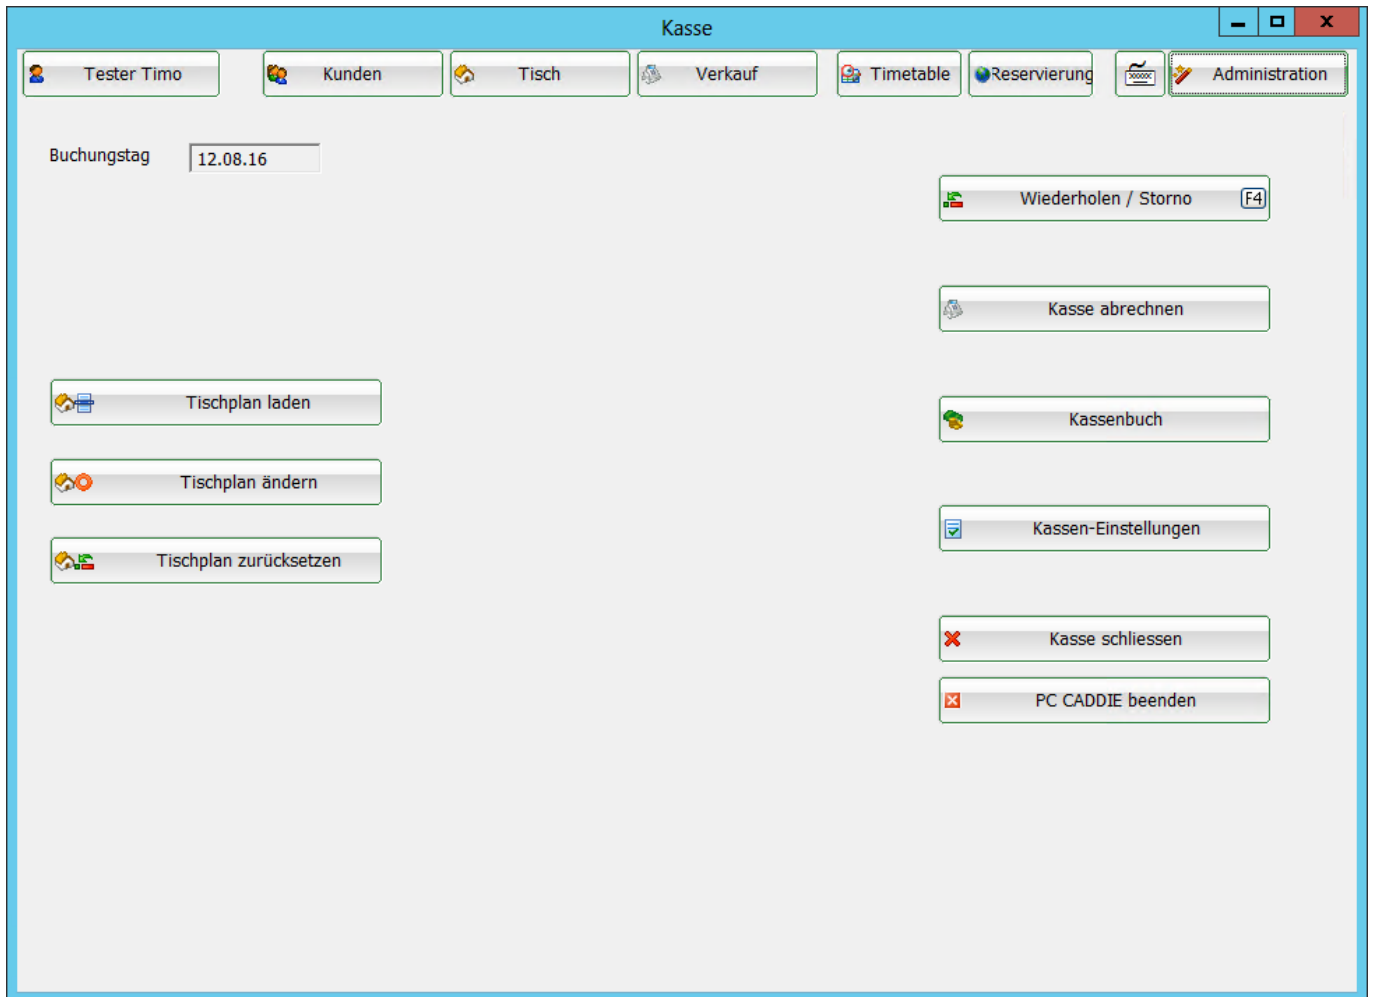 Kasse
Tester Timo
Kunden
Tisch
Verkauf
Timetable
Reservierung
Administration
Buchungstag 12.08.16
Wiederholen / Storno F4
Kasse abrechnen
Tischplan laden
Kassenbuch
Tischplan ändern
Kassen-Einstellungen
Tischplan zurücksetzen
Kasse schliessen
PC CADDIE beenden